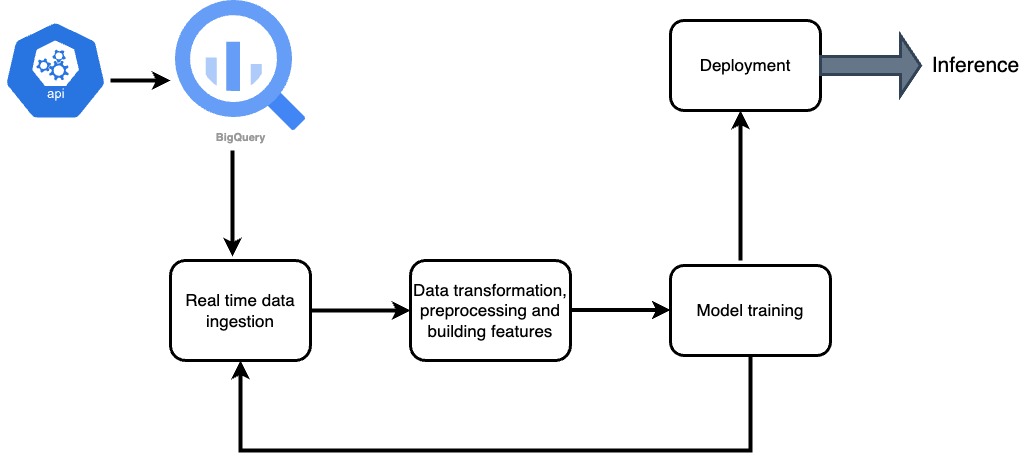 api
BigQuery
Deployment
Inference
Real time data
ingestion
Data transformation,
preprocessing and
building features
Model training